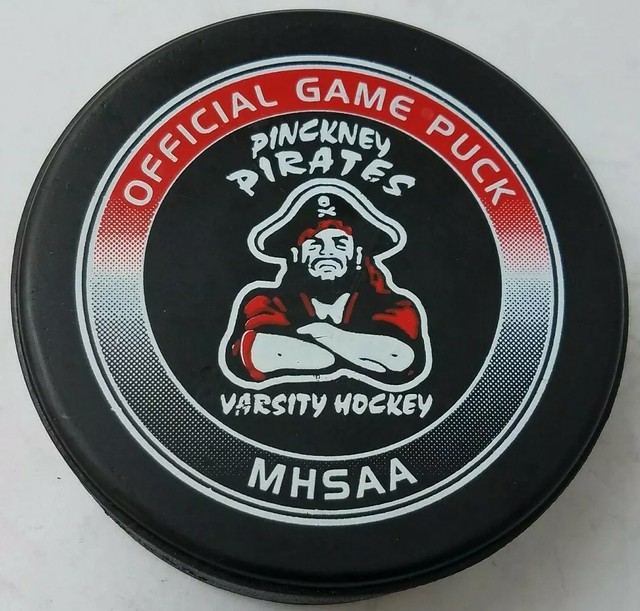 OFFICIAL GAME PUCK
PINCKNEY
PIRATES
VARSITY HOCKEY
MHSAA